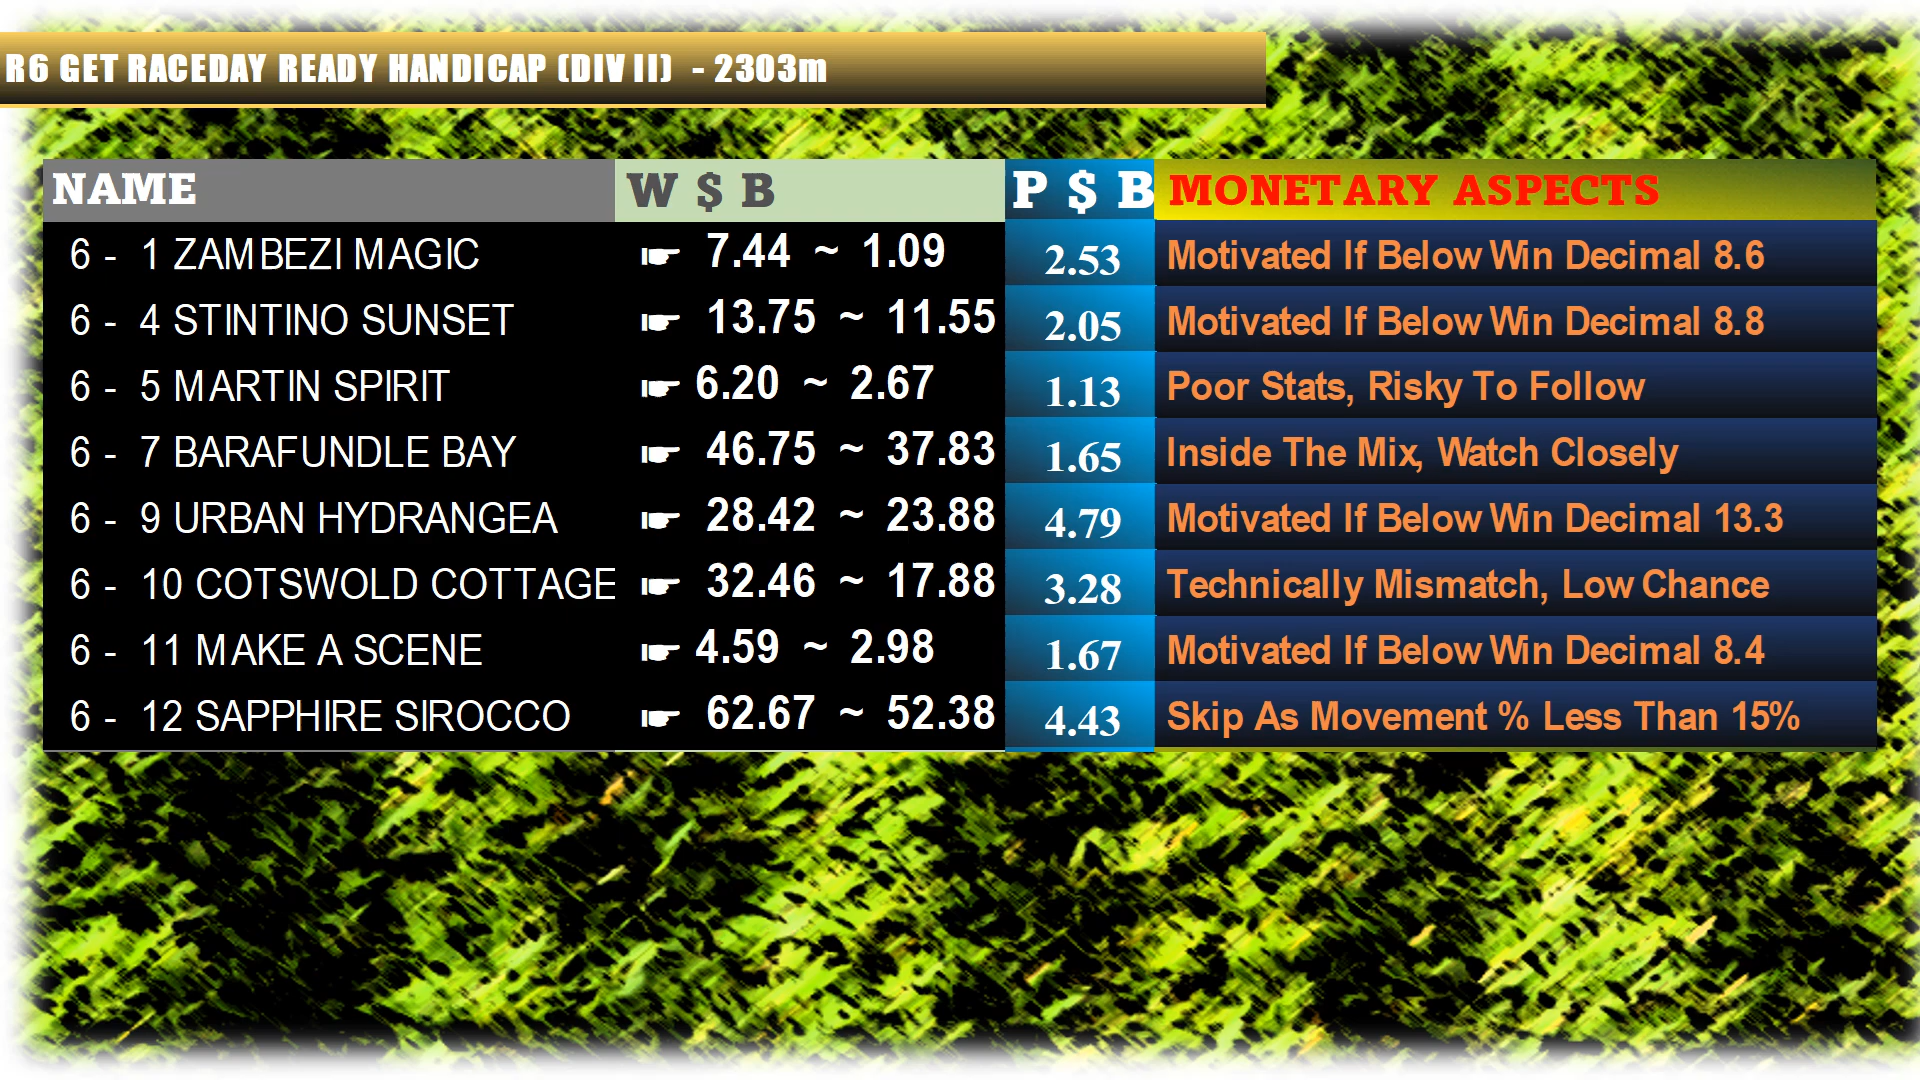 R6 GET RACEDAY READY HANDICAP (DIV II) - 2303m
NAME W $ B P $ B MONETARY ASPECTS
6 - 1 ZAMBEZI MAGIC ☛ 7.44 ~ 1.09 2.53 Motivated If Below Win Decimal 8.6
6 - 4 STINTINO SUNSET ☛ 13.75 ~ 11.55 2.05 Motivated If Below Win Decimal 8.8
6 - 5 MARTIN SPIRIT ☛ 6.20 ~ 2.67 1.13 Poor Stats, Risky To Follow
6 - 7 BARAFUNDLE BAY ☛ 46.75 ~ 37.83 1.65 Inside The Mix, Watch Closely
6 - 9 URBAN HYDRANGEA ☛ 28.42 ~ 23.88 4.79 Motivated If Below Win Decimal 13.3
6 - 10 COTSWOLD COTTAGE ☛ 32.46 ~ 17.88 3.28 Technically Mismatch, Low Chance
6 - 11 MAKE A SCENE ☛ 4.59 ~ 2.98 1.67 Motivated If Below Win Decimal 8.4
6 - 12 SAPPHIRE SIROCCO ☛ 62.67 ~ 52.38 4.43 Skip As Movement % Less Than 15%